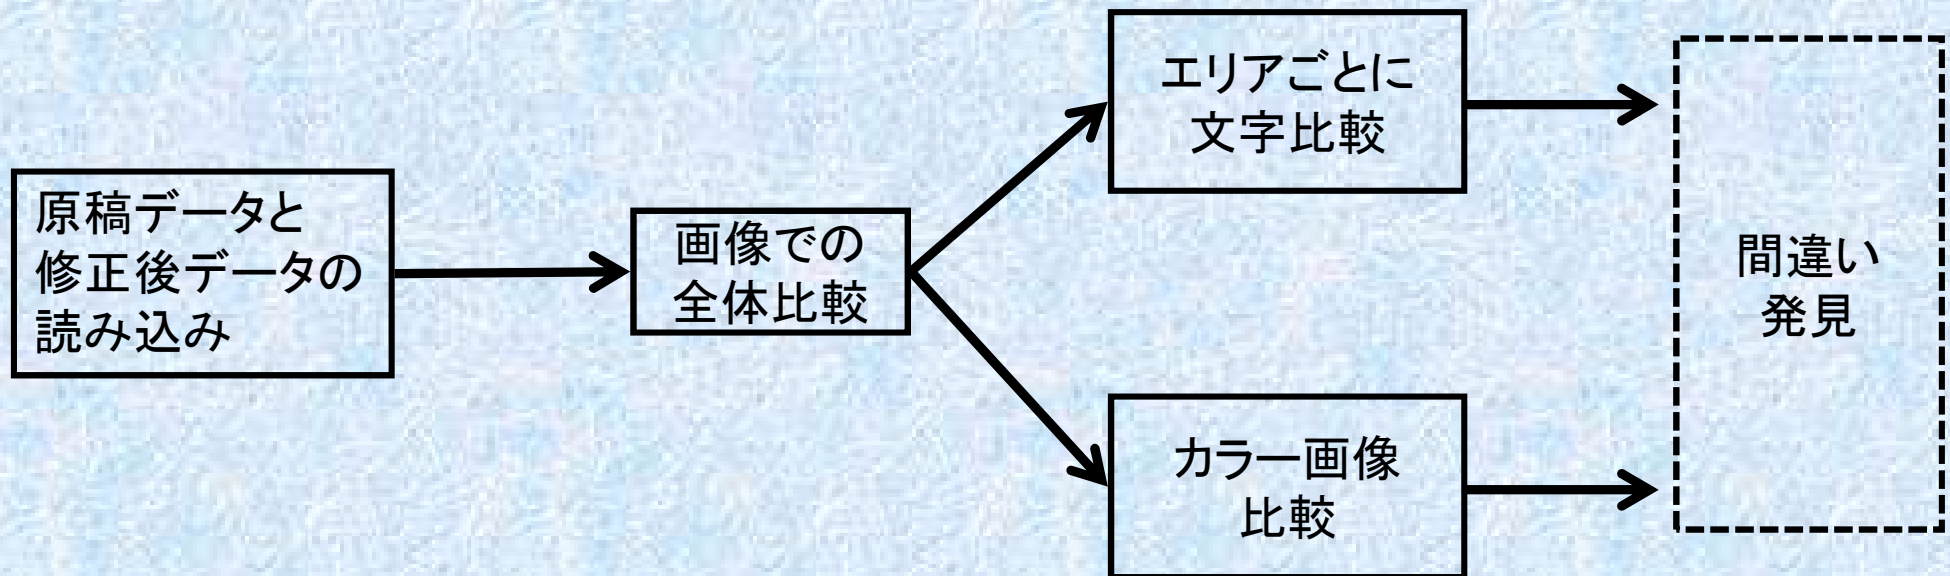 原稿データと
修正後データの
読み込み
画像での
全体比較
エリアごとに
文字比較
カラー画像
比較
間違い
発見